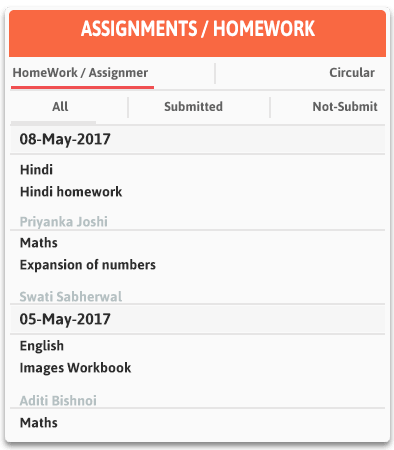 ASSIGNMENTS / HOMEWORK
HomeWork / Assignmer
Circular
All
Submitted
Not-Submit
08-May-2017
Hindi
Hindi homework
Priyanka Joshi
Maths
Expansion of numbers
Swati Sabherwal
05-May-2017
English
Images Workbook
Aditi Bishnoi
Maths